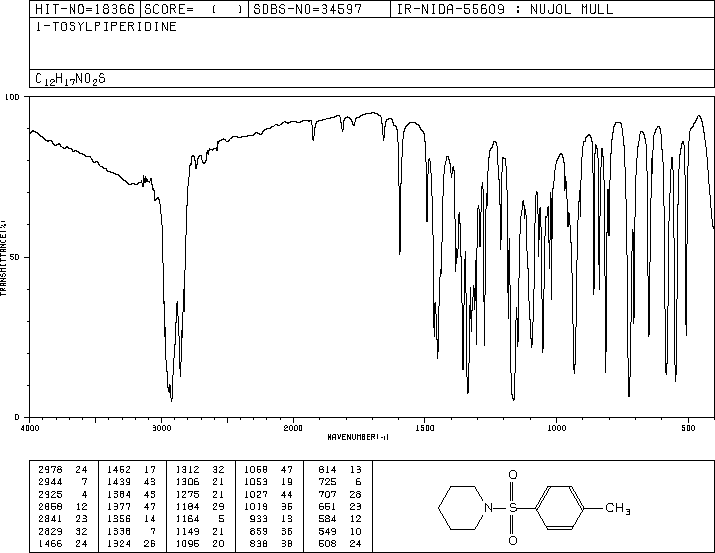 HIT-NO=18366 SCORE= ( ) SDBS-NO=34597 IR-NIDA-55609 : NUJOL MULL
1-TOSYLPIPERIDINE
C12H17NO2S
100
50
0
TRANSMITTANCE(%)
4000 3000 2000 1500 1000 500
WAVENUMBER(-1)
2978 24 1462 17 1312 32 1068 47 814 13
2944 7 1439 43 1306 21 1053 19 725 6
2925 4 1384 45 1275 21 1027 44 707 28
2868 12 1377 47 1184 29 1019 36 651 23
2841 23 1356 14 1164 5 933 13 584 12
2829 32 1338 7 1149 21 859 36 549 10
1466 24 1324 26 1095 20 838 38 508 24
O
N S CH3
O